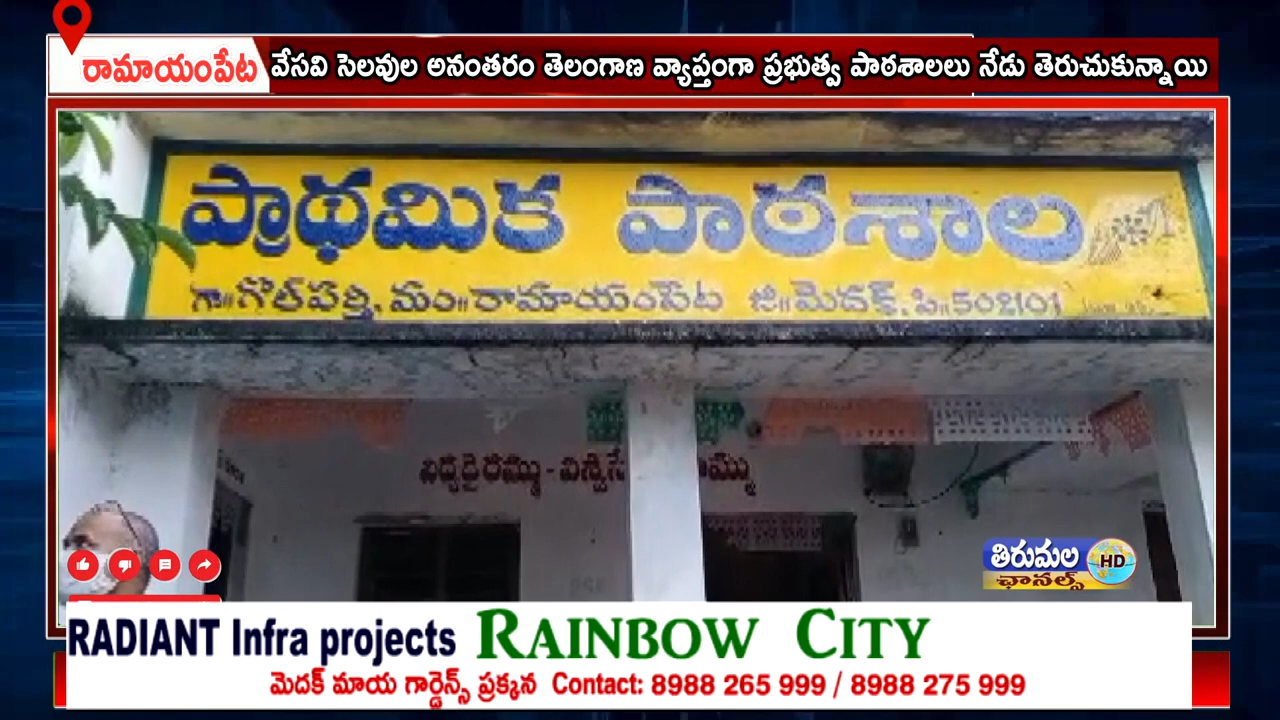 రామాయంపేట
వేసవి సెలవుల అనంతరం తెలంగాణ వ్యాప్తంగా ప్రభుత్వ పాఠశాలలు నేడు తెరుచుకున్నాయి
ప్రాథమిక పాఠశాల
గా॥ గొల్పర్తి, మం॥ రామాయంపేట జి॥ మెదక్, పి॥ 502101
తిరుమల HD
ఛానల్స్
RADIANT Infra projects RAINBOW CITY
మెదక్ మాయ గార్డెన్స్ ప్రక్కన Contact: 8988 265 999 / 8988 275 999